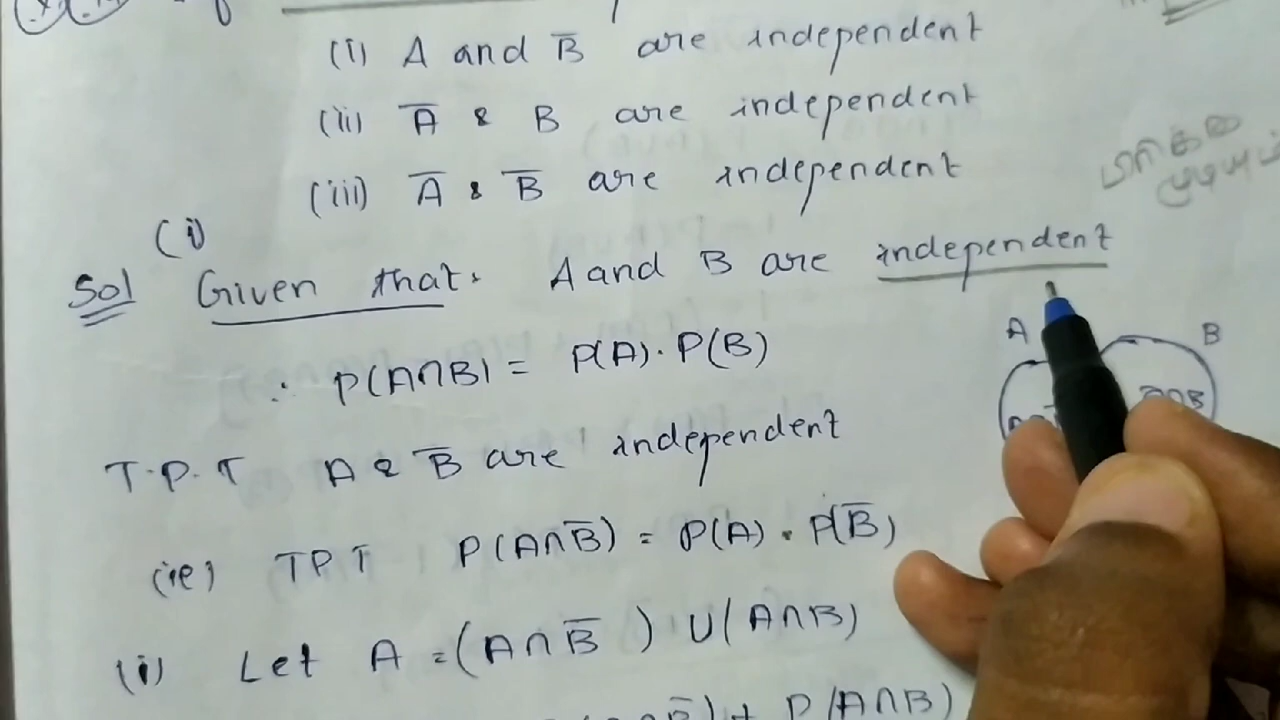 (i) A and B̅ are independent
(ii) A̅ & B are independent
(iii) A̅ & B̅ are independent
(i)
Sol Given that. A and B are independent
∴ P(A∩B) = P(A)·P(B)
A B
T.P.T A & B̅ are independent
(ie) TPT P(A∩B̅) = P(A)·P(B̅)
(i) Let A = (A∩B̅) ∪ (A∩B)
) + P(A∩B)